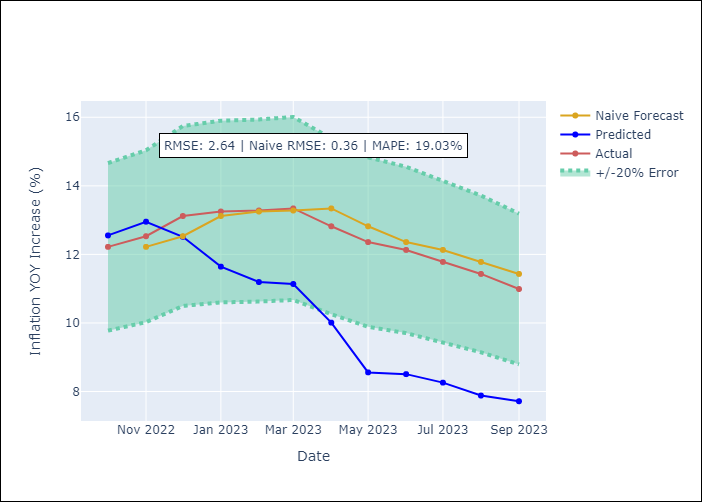 RMSE: 2.64 | Naive RMSE: 0.36 | MAPE: 19.03%
Naive Forecast
Predicted
Actual
+/-20% Error
Inflation YOY Increase (%)
16
14
12
10
8
Nov 2022
Jan 2023
Mar 2023
May 2023
Jul 2023
Sep 2023
Date